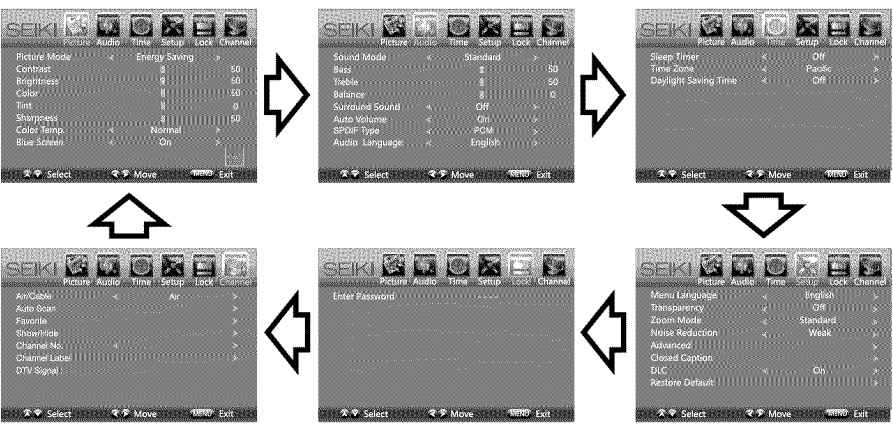 SEIKI
Picture Audio Time Setup Lock Channel
Picture Mode Energy Saving
Contrast 50
Brightness 50
Color 50
Tint 0
Sharpness 50
Color Temp. Normal
Blue Screen On
Select Move MENU Exit
SEIKI
Picture Audio Time Setup Lock Channel
Sound Mode Standard
Bass 50
Treble 50
Balance 0
Surround Sound Off
Auto Volume On
SPDIF Type PCM
Audio Language English
Select Move MENU Exit
SEIKI
Picture Audio Time Setup Lock Channel
Sleep Timer Off
Time Zone Pacific
Daylight Saving Time Off
Select Move MENU Exit
SEIKI
Picture Audio Time Setup Lock Channel
Air/Cable Air
Auto Scan
Favorite
Show/Hide
Channel No.
Channel Label
DTV Signal :
Select Move MENU Exit
SEIKI
Picture Audio Time Setup Lock Channel
Enter Password
Select Move MENU Exit
SEIKI
Picture Audio Time Setup Lock Channel
Menu Language English
Transparency Off
Zoom Mode Standard
Noise Reduction Weak
Advanced
Closed Caption
DLC On
Restore Default
Select Move MENU Exit